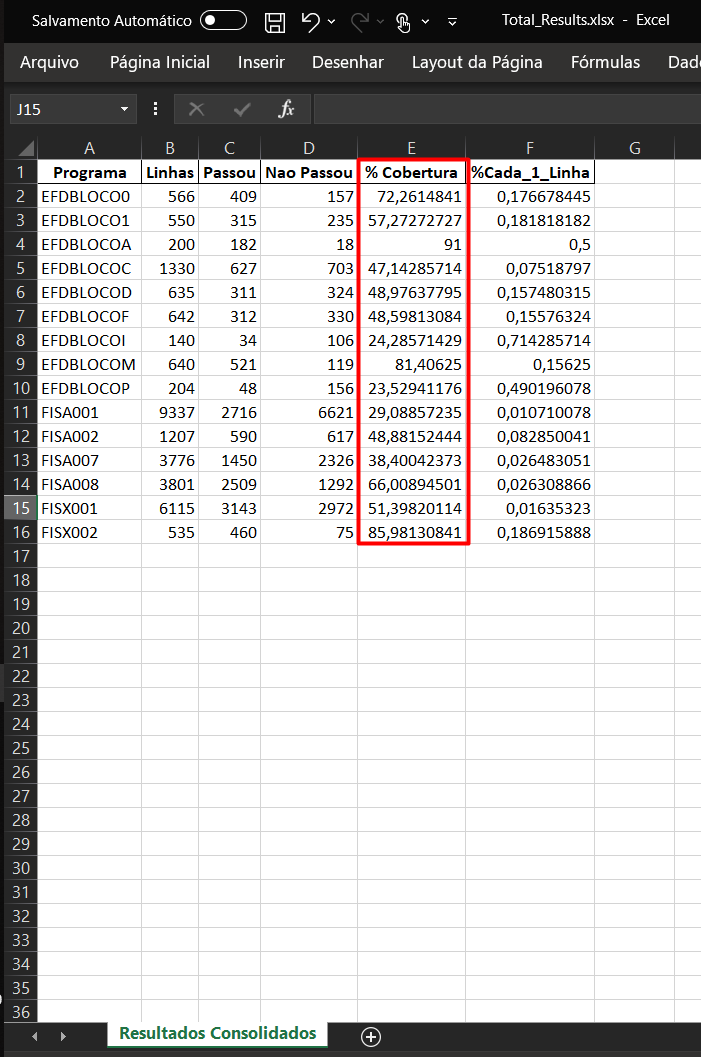 Salvamento Automático Total_Results.xlsx - Excel
Arquivo Página Inicial Inserir Desenhar Layout da Página Fórmulas Dad
J15 fx
A B C D E F G
1 Programa Linhas Passou Nao Passou % Cobertura %Cada_1_Linha
2 EFDBLOCO0 566 409 157 72,2614841 0,176678445
3 EFDBLOCO1 550 315 235 57,27272727 0,181818182
4 EFDBLOCOA 200 182 18 91 0,5
5 EFDBLOCOC 1330 627 703 47,14285714 0,07518797
6 EFDBLOCOD 635 311 324 48,97637795 0,157480315
7 EFDBLOCOF 642 312 330 48,59813084 0,15576324
8 EFDBLOCOI 140 34 106 24,28571429 0,714285714
9 EFDBLOCOM 640 521 119 81,40625 0,15625
10 EFDBLOCOP 204 48 156 23,52941176 0,490196078
11 FISA001 9337 2716 6621 29,08857235 0,010710078
12 FISA002 1207 590 617 48,88152444 0,082850041
13 FISA007 3776 1450 2326 38,40042373 0,026483051
14 FISA008 3801 2509 1292 66,00894501 0,026308866
15 FISX001 6115 3143 2972 51,39820114 0,01635323
16 FISX002 535 460 75 85,98130841 0,186915888
17
18
19
20
21
22
23
24
25
26
27
28
29
30
31
32
33
34
35
36
Resultados Consolidados